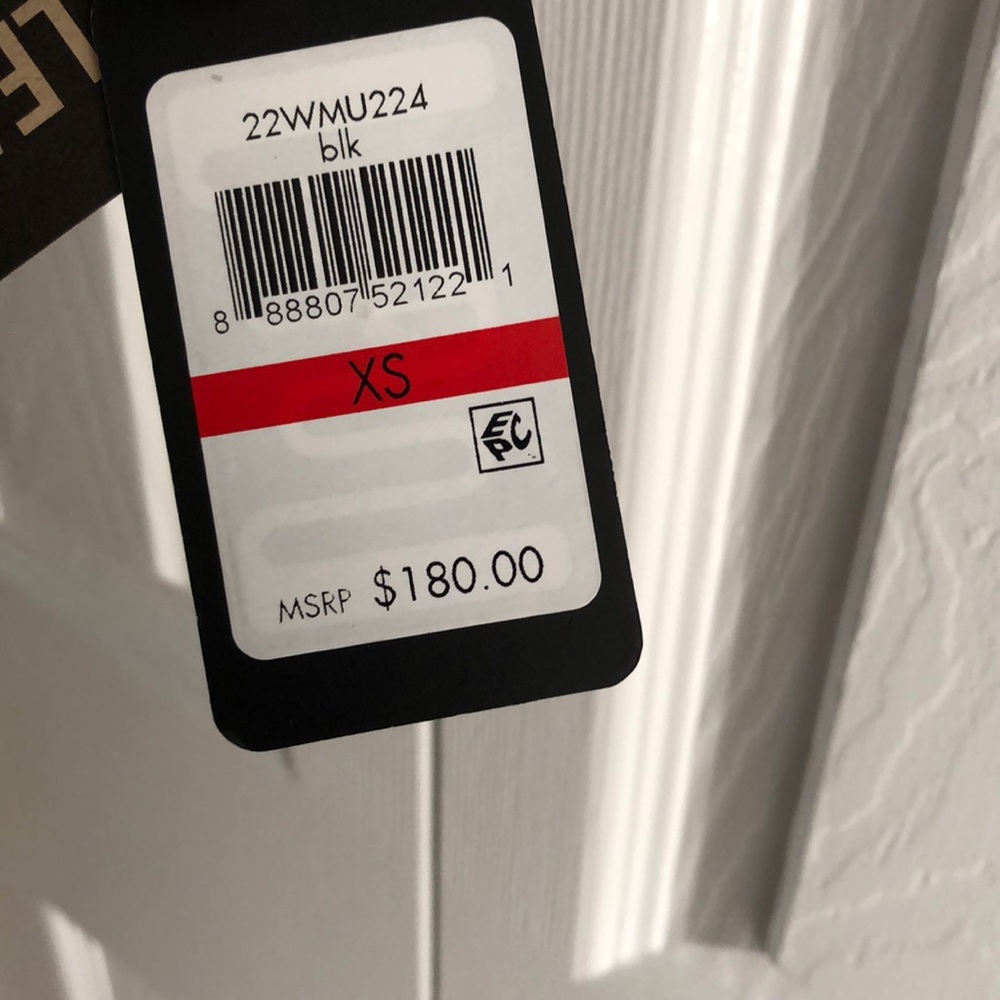 22WMU224
blk
8 88807 52122 1
XS
EPC
MSRP $180.00